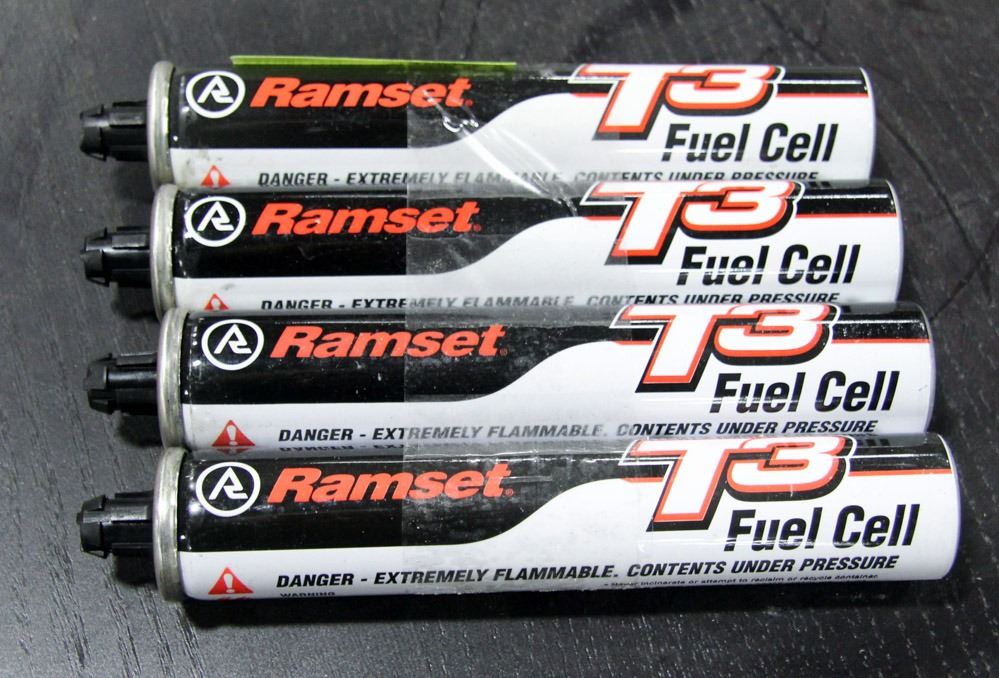 Ramset T3
Fuel Cell
DANGER - EXTREMELY FLAMMABLE. CONTENTS UNDER PRESSURE
Ramset T3
Fuel Cell
DANGER - EXTREMELY FLAMMABLE. CONTENTS UNDER PRESSURE
Ramset T3
Fuel Cell
DANGER - EXTREMELY FLAMMABLE. CONTENTS UNDER PRESSURE
Ramset T3
Fuel Cell
DANGER - EXTREMELY FLAMMABLE. CONTENTS UNDER PRESSURE
• Never incinerate or attempt to reclaim or recycle container.
WARNING